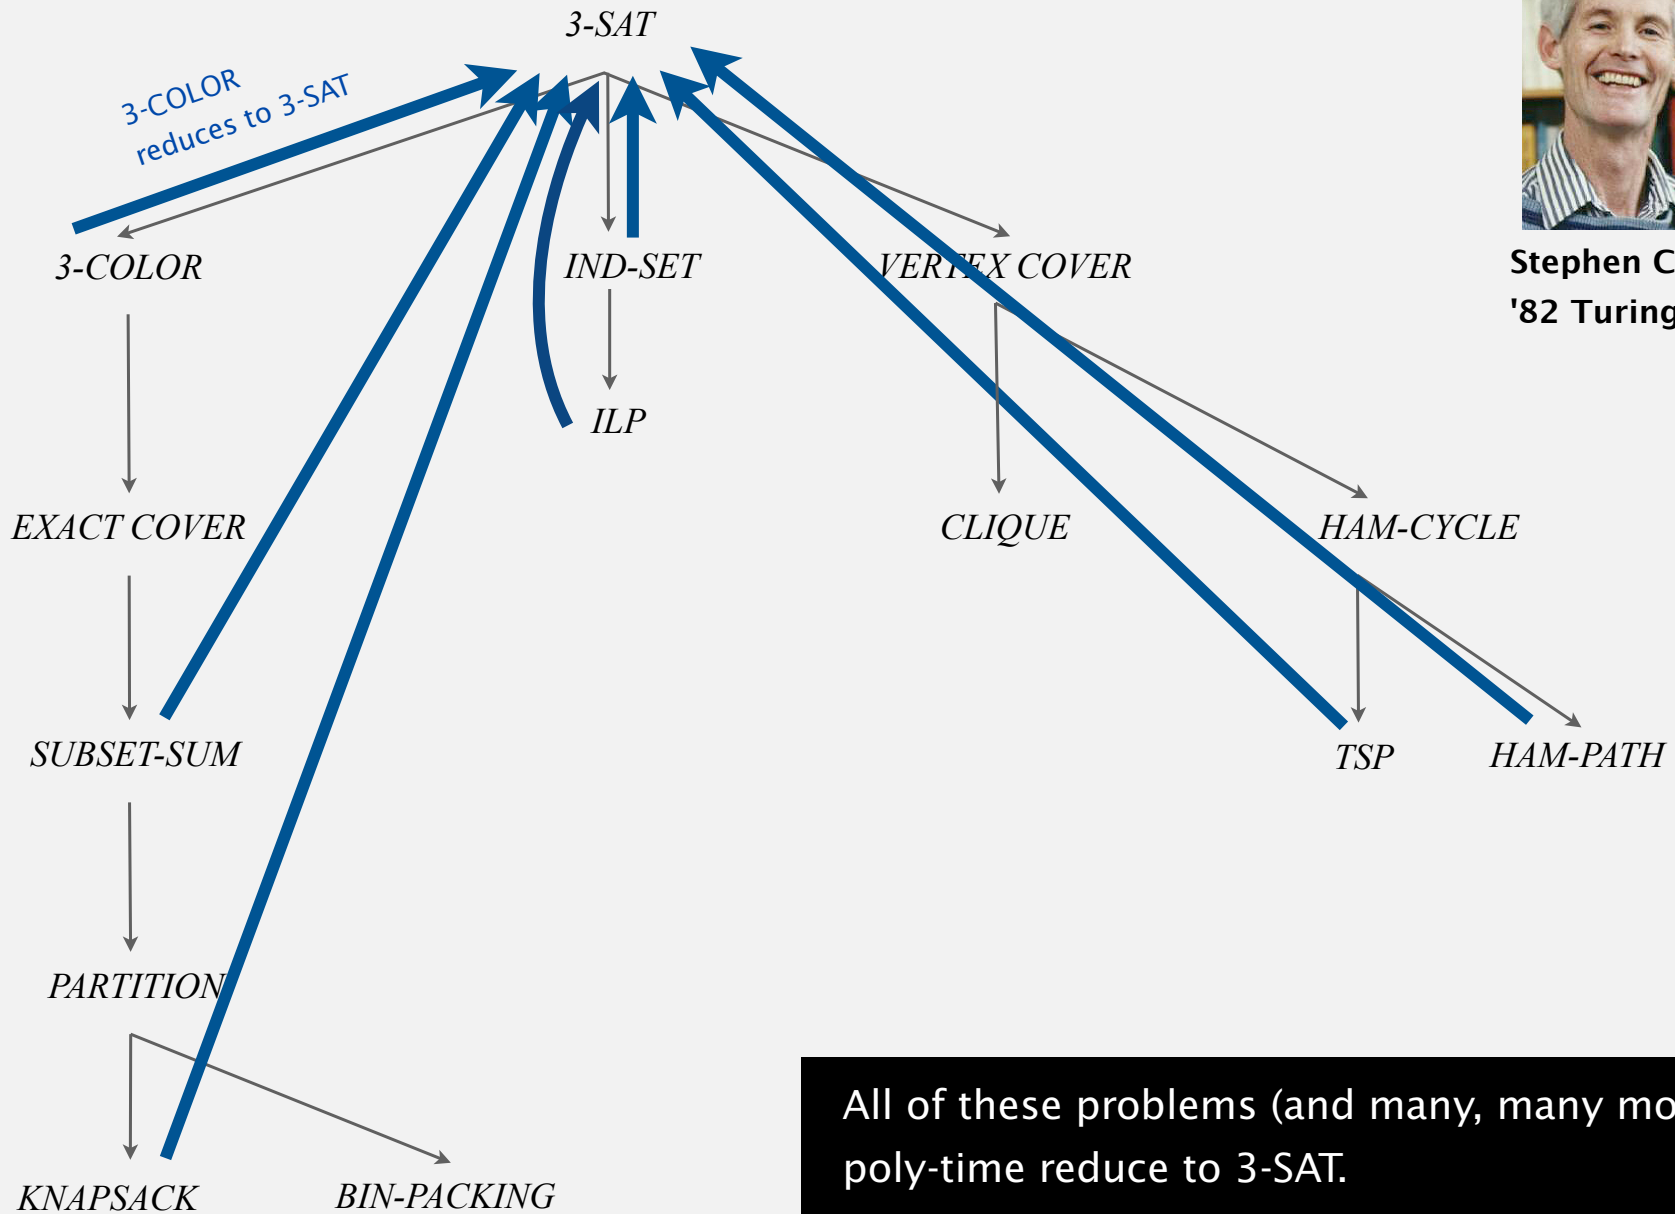 3-SAT
3-COLOR
reduces to 3-SAT
3-COLOR
IND-SET
VERTEX COVER
Stephen C
'82 Turing
ILP
EXACT COVER
CLIQUE
HAM-CYCLE
SUBSET-SUM
TSP
HAM-PATH
PARTITION
All of these problems (and many, many mo
poly-time reduce to 3-SAT.
KNAPSACK
BIN-PACKING